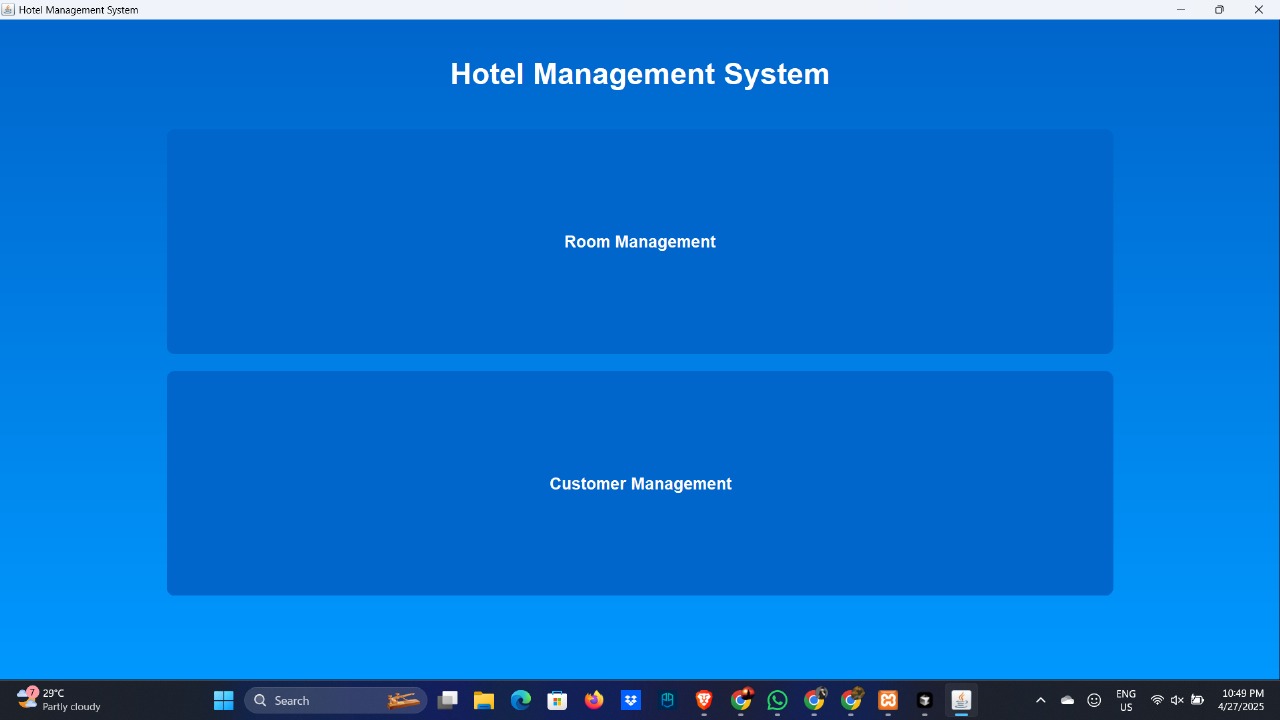 Hotel Management System
Hotel Management System
Room Management
Customer Management
7
29°C
Partly cloudy
Search
ENG
US
10:49 PM
4/27/2025